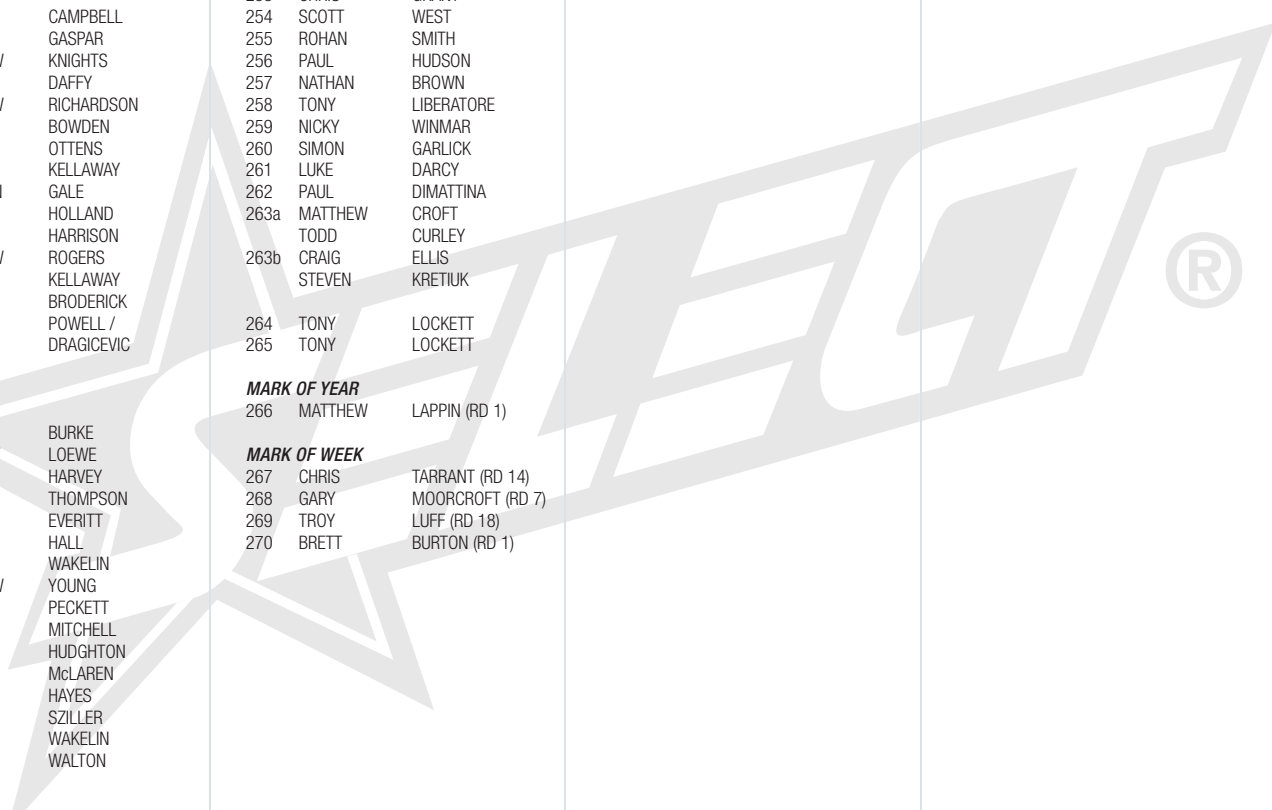 CAMPBELL
GASPAR
KNIGHTS
DAFFY
RICHARDSON
BOWDEN
OTTENS
KELLAWAY
GALE
HOLLAND
HARRISON
ROGERS
KELLAWAY
BRODERICK
POWELL /
DRAGICEVIC
BURKE
LOEWE
HARVEY
THOMPSON
EVERITT
HALL
WAKELIN
YOUNG
PECKETT
MITCHELL
HUDGHTON
McLAREN
HAYES
SZILLER
WAKELIN
WALTON
254 SCOTT WEST
255 ROHAN SMITH
256 PAUL HUDSON
257 NATHAN BROWN
258 TONY LIBERATORE
259 NICKY WINMAR
260 SIMON GARLICK
261 LUKE DARCY
262 PAUL DIMATTINA
263a MATTHEW CROFT
TODD CURLEY
263b CRAIG ELLIS
STEVEN KRETIUK
264 TONY LOCKETT
265 TONY LOCKETT
MARK OF YEAR
266 MATTHEW LAPPIN (RD 1)
MARK OF WEEK
267 CHRIS TARRANT (RD 14)
268 GARY MOORCROFT (RD 7)
269 TROY LUFF (RD 18)
270 BRETT BURTON (RD 1)
SELECT ®